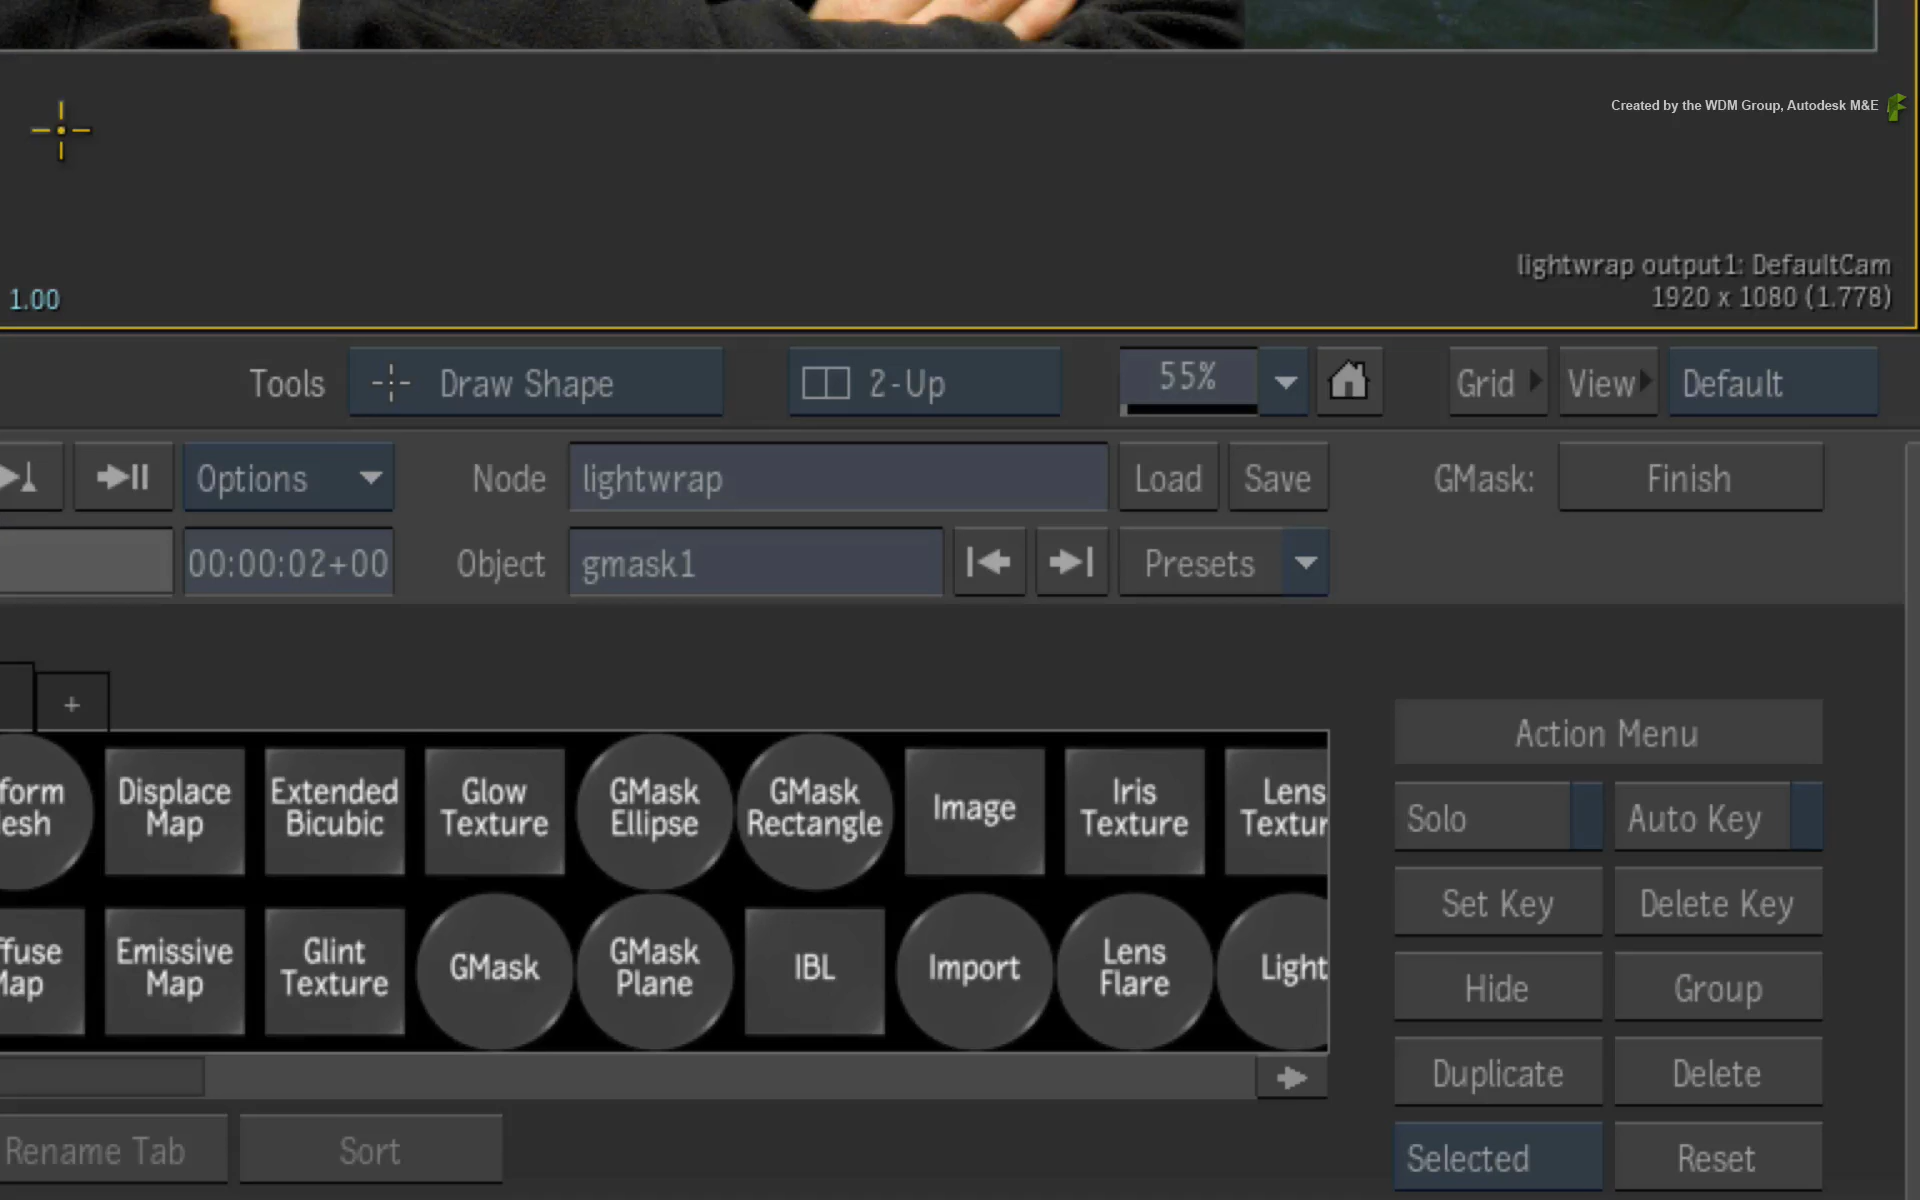 Created by the WDM Group, Autodesk M&E
lightwrap output1: DefaultCam
1920 x 1080 (1.778)
1.00
Tools Draw Shape 2-Up 55% Grid View Default
Options Node lightwrap Load Save GMask: Finish
00:00:02+00 Object gmask1 Presets
+
Action Menu
Displace Map
Extended Bicubic
Glow Texture
GMask Ellipse
GMask Rectangle
Image
Iris Texture
Lens
Solo Auto Key
Set Key Delete Key
Emissive Map
Glint Texture
GMask
GMask Plane
IBL
Import
Lens Flare
Light
Hide Group
Duplicate Delete
Rename Tab Sort
Selected Reset